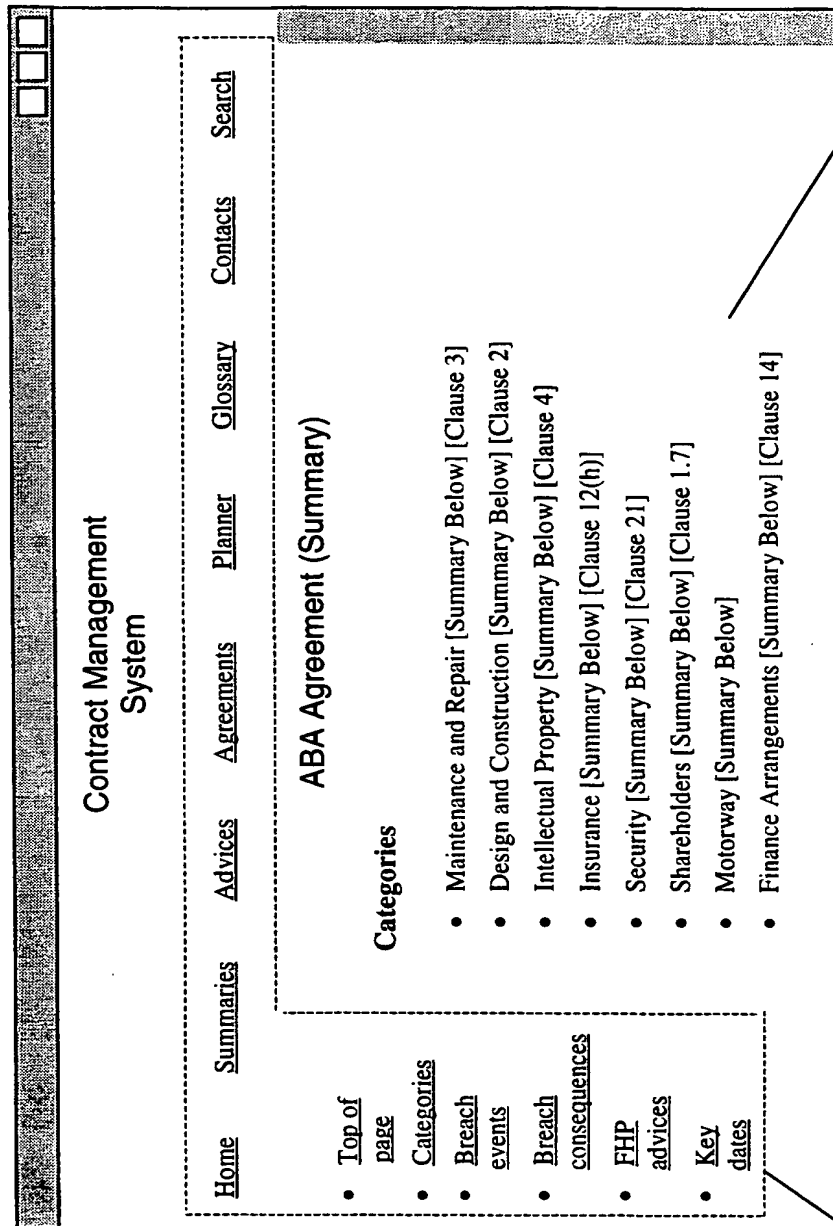 Contract Management
System
Home Summaries Advices Agreements Planner Glossary Contacts Search
• Top of
page
• Categories
• Breach
events
• Breach
consequences
• FHP
advices
• Key
dates
ABA Agreement (Summary)
Categories
• Maintenance and Repair [Summary Below] [Clause 3]
• Design and Construction [Summary Below] [Clause 2]
• Intellectual Property [Summary Below] [Clause 4]
• Insurance [Summary Below] [Clause 12(h)]
• Security [Summary Below] [Clause 21]
• Shareholders [Summary Below] [Clause 1.7]
• Motorway [Summary Below]
• Finance Arrangements [Summary Below] [Clause 14]